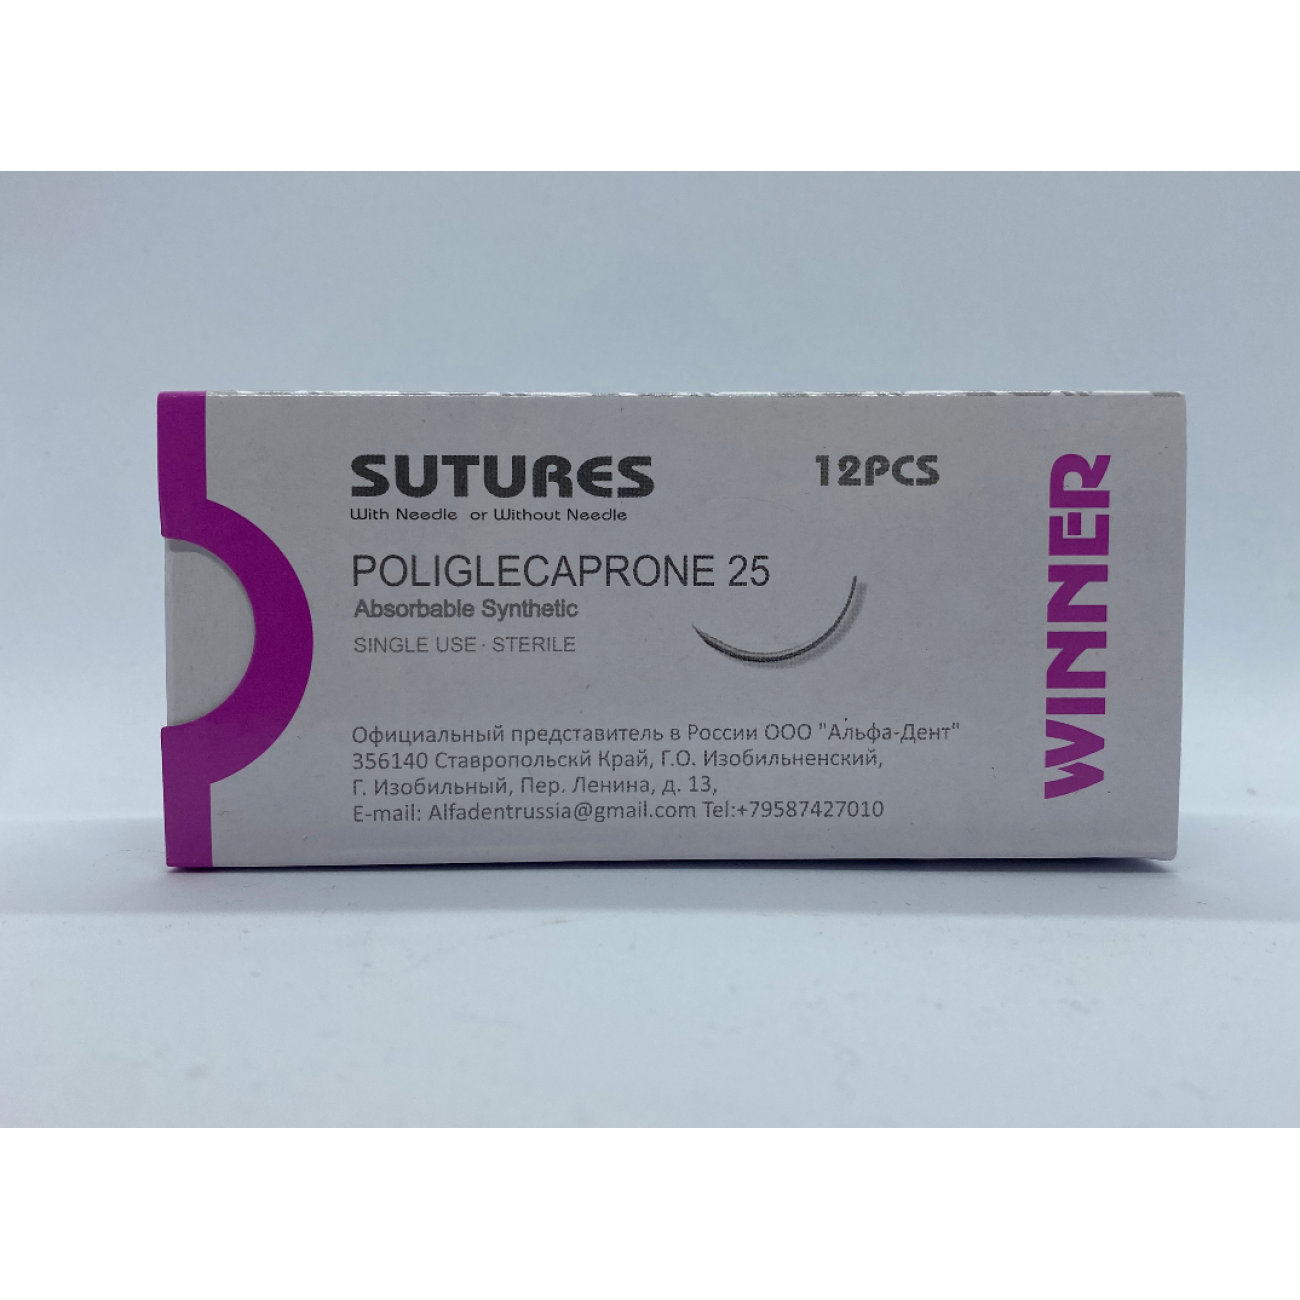 SUTURES
12PCS
With Needle or Without Needle
POLIGLECAPRONE 25
Absorbable Synthetic
SINGLE USE · STERILE
Официальный представитель в России ООО "Альфа-Дент"
356140 Ставропольскй Край, Г.О. Изобильненский,
Г. Изобильный, Пер. Ленина, д. 13,
E-mail: Alfadentrussia@gmail.com Tel:+79587427010
WINNER